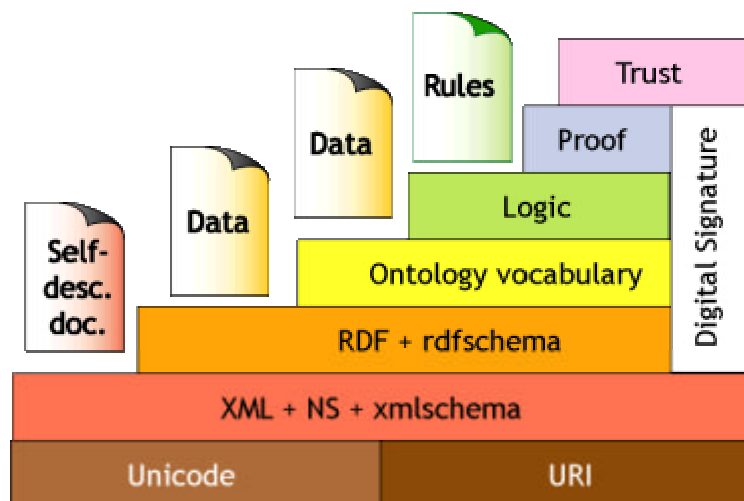 Rules
Trust
Data
Proof
Data
Logic
Self-
desc.
doc.
Ontology vocabulary
Digital Signature
RDF + rdfschema
XML + NS + xmlschema
Unicode
URI